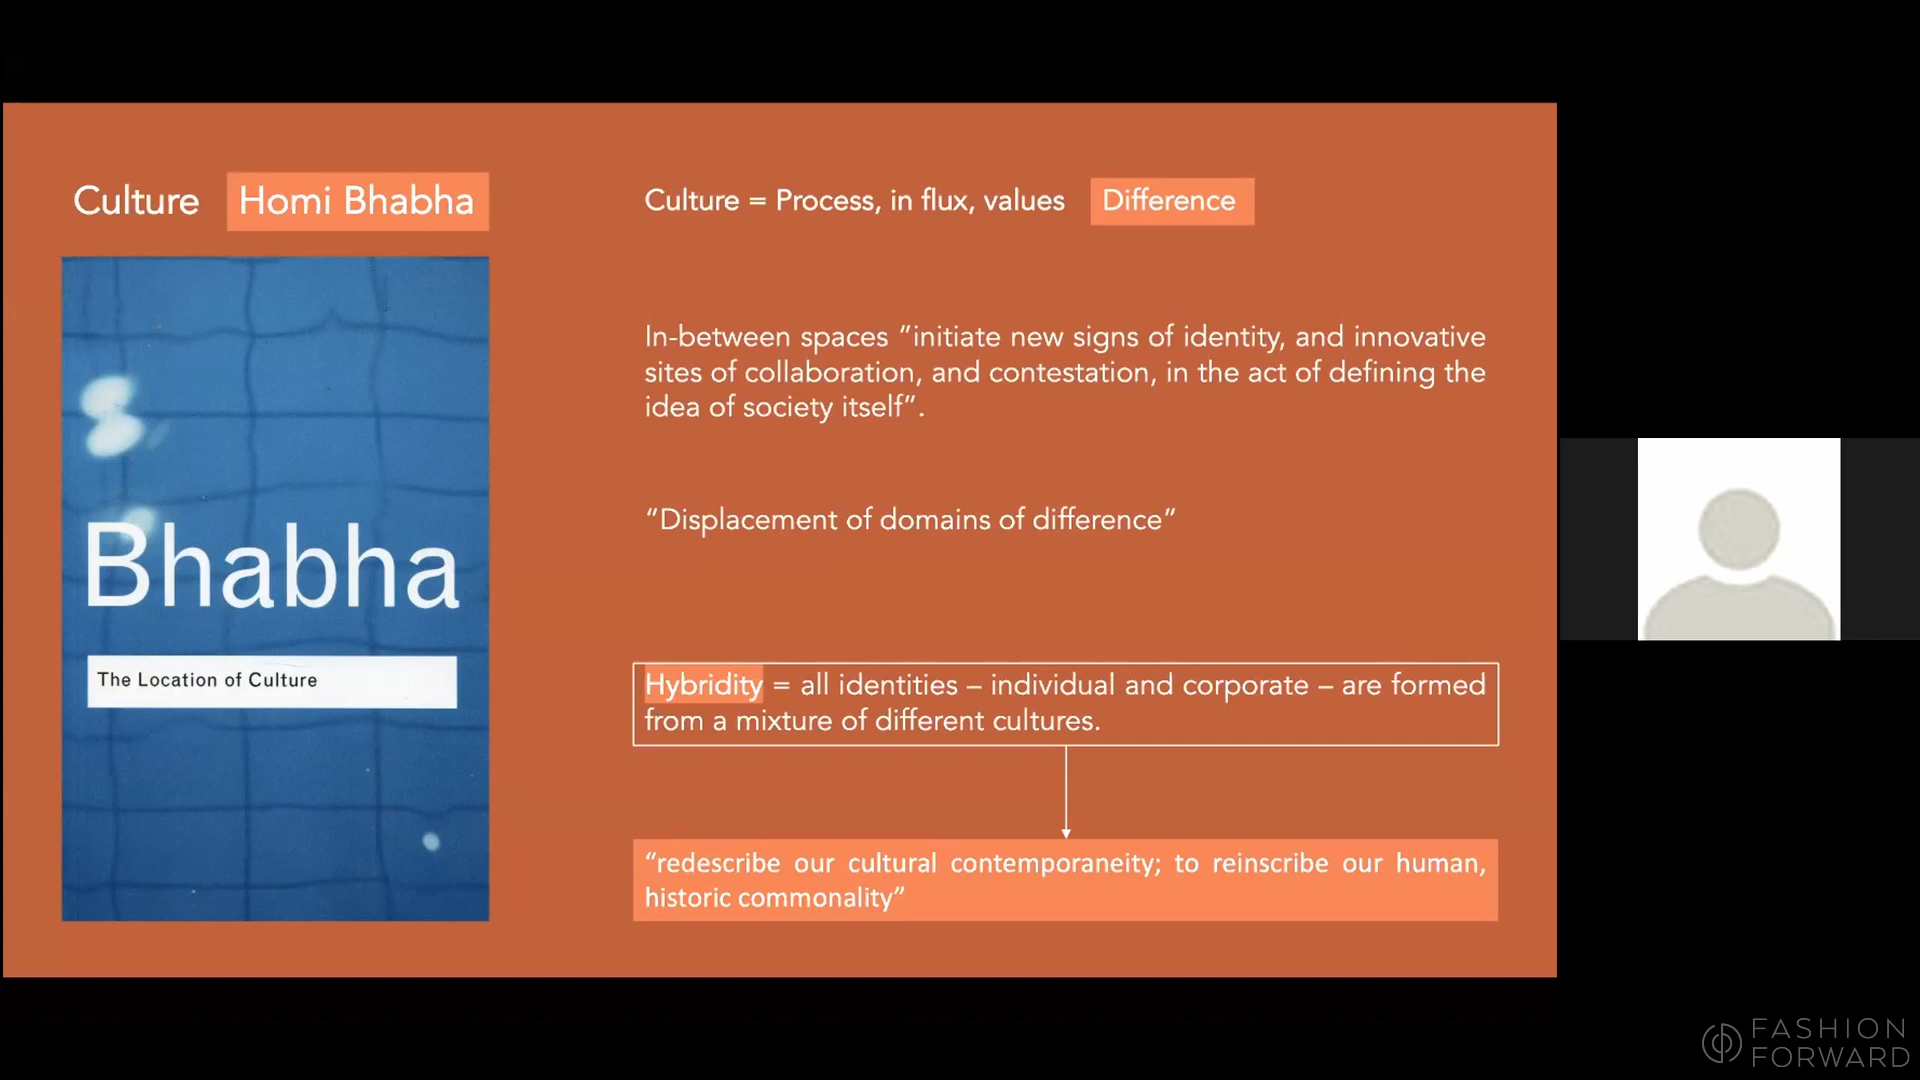 Culture Homi Bhabha
Bhabha
The Location of Culture
Culture = Process, in flux, values Difference
In-between spaces “initiate new signs of identity, and innovative
sites of collaboration, and contestation, in the act of defining the
idea of society itself”.
“Displacement of domains of difference”
Hybridity = all identities – individual and corporate – are formed
from a mixture of different cultures.
“redescribe our cultural contemporaneity; to reinscribe our human,
historic commonality”
FASHION
FORWARD